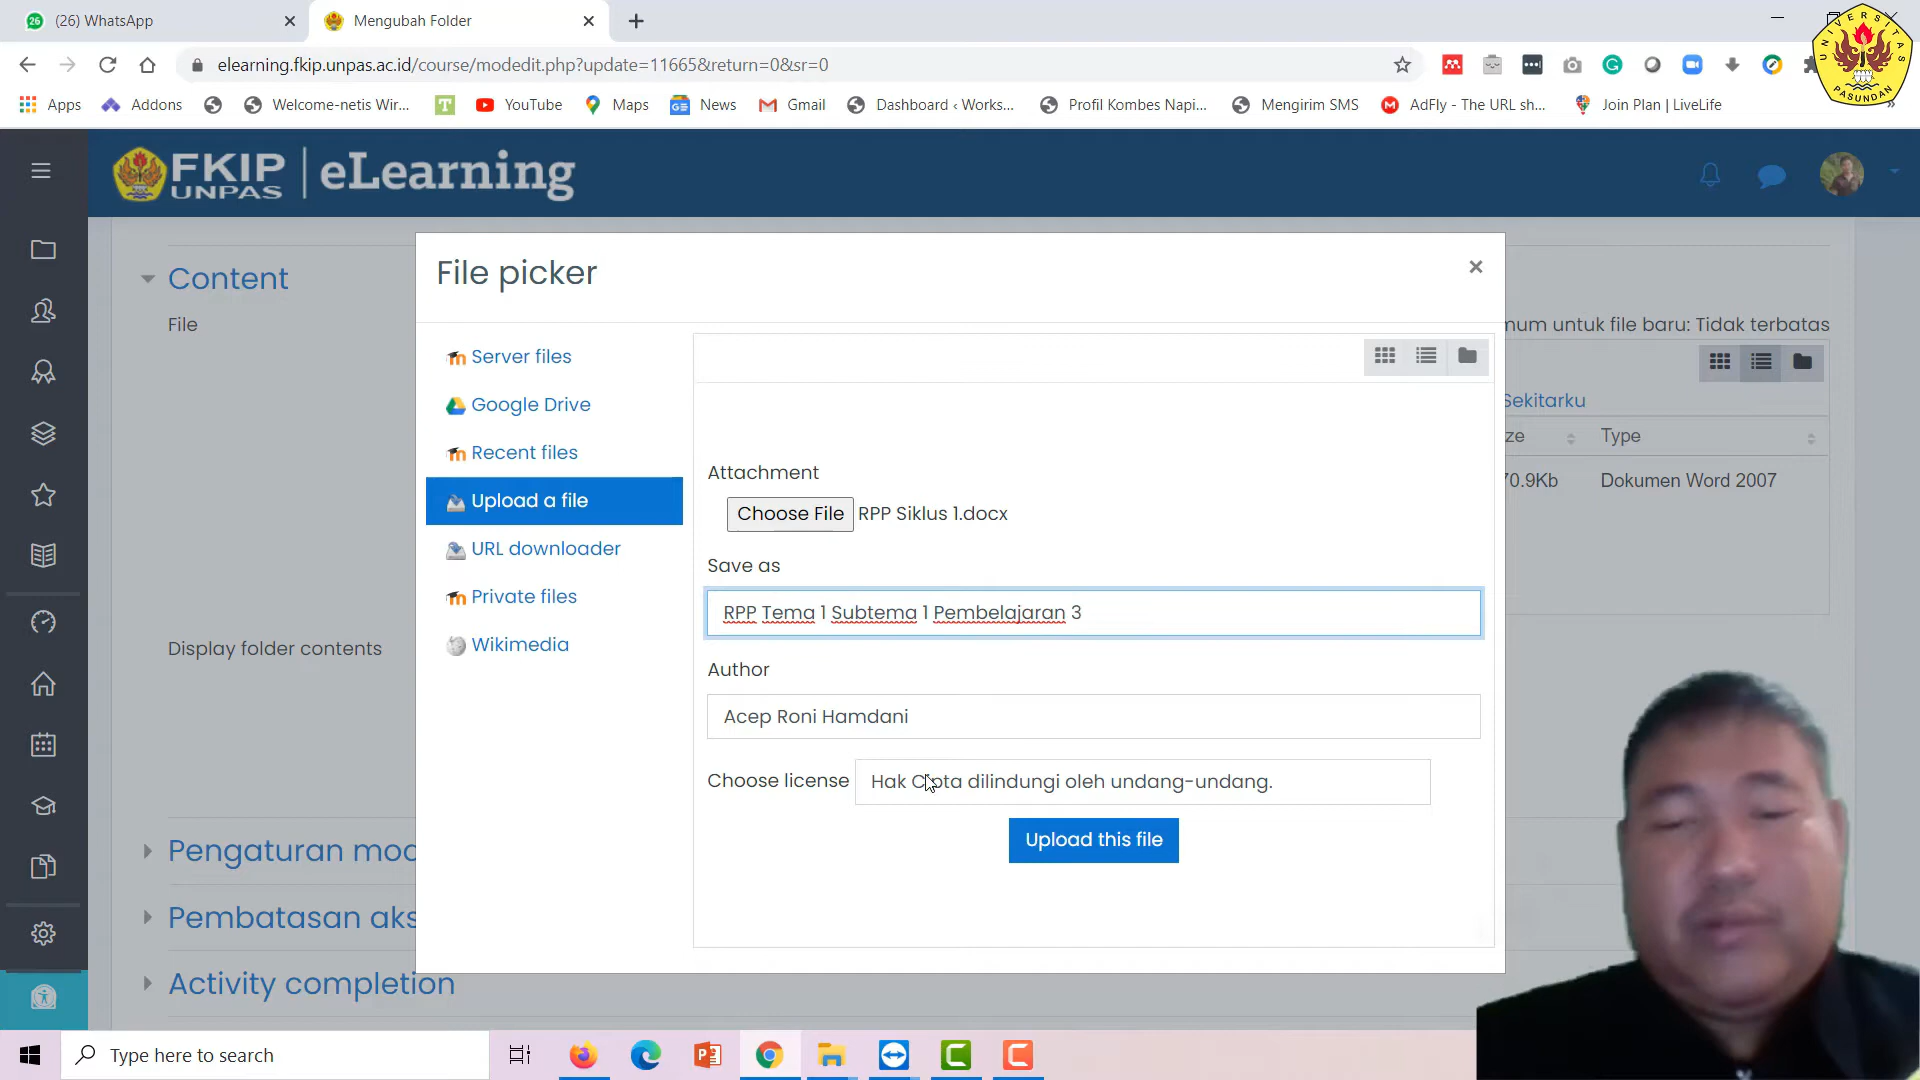 (26) WhatsApp
Mengubah Folder
elearning.fkip.unpas.ac.id/course/modedit.php?update=11665&return=0&sr=0
Apps
Addons
Welcome-netis Wir...
YouTube
Maps
News
Gmail
Dashboard ‹ Works...
Profil Kombes Napi...
Mengirim SMS
AdFly - The URL sh...
Join Plan | LiveLife
»
UNIVERSITAS
PASUNDAN
FKIP
UNPAS
eLearning
Content
File
mum untuk file baru: Tidak terbatas
Sekitarku
ze
Type
70.9Kb
Dokumen Word 2007
Display folder contents
Pengaturan mod
Pembatasan aks
Activity completion
File picker
Server files
Google Drive
Recent files
Upload a file
URL downloader
Private files
Wikimedia
Attachment
Choose File RPP Siklus 1.docx
Save as
RPP Tema 1 Subtema 1 Pembelajaran 3
Author
Acep Roni Hamdani
Choose license
Hak Cipta dilindungi oleh undang-undang.
Upload this file
Type here to search